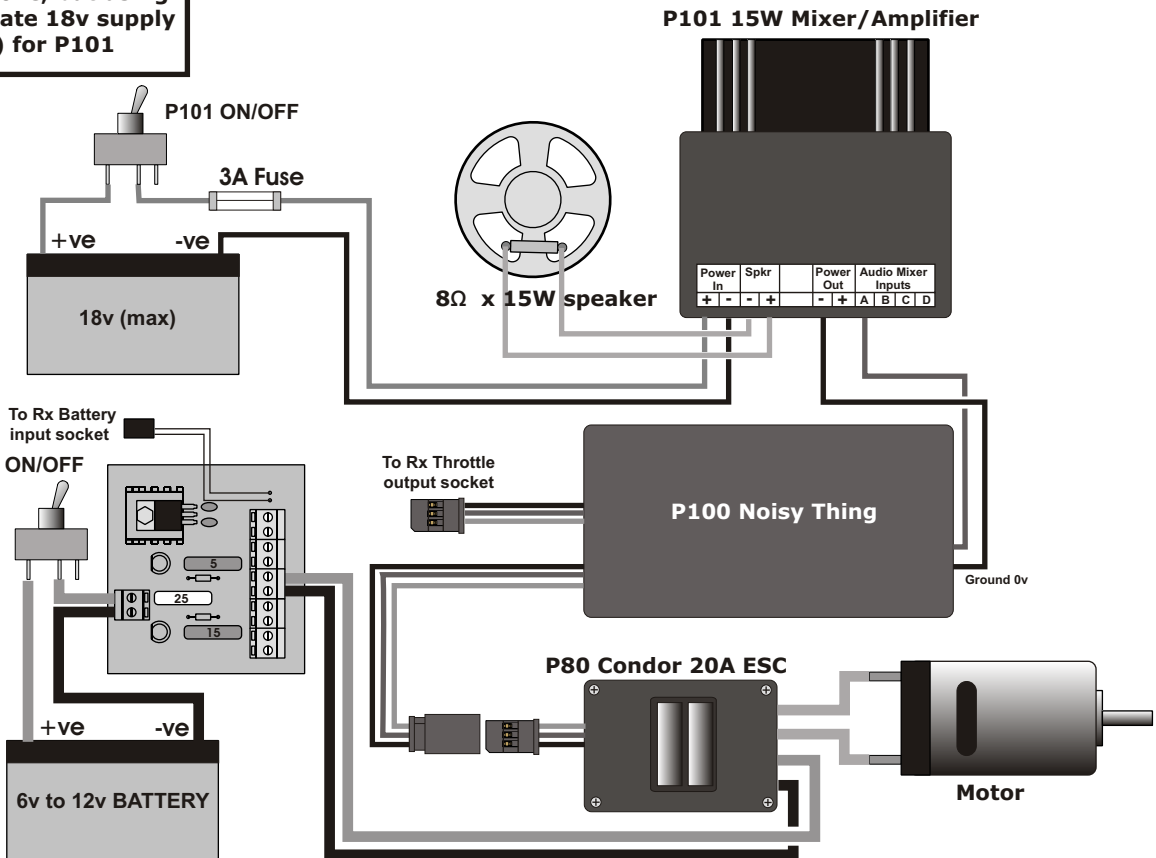 ate 18v supply
) for P101
P101 15W Mixer/Amplifier
P101 ON/OFF
3A Fuse
+ve -ve
18v (max)
8Ω x 15W speaker
Power In Spkr Power Out Audio Mixer Inputs
+ - - + - + A B C D
To Rx Battery
input socket
ON/OFF
To Rx Throttle
output socket
P100 Noisy Thing
5
25
15
Ground 0v
P80 Condor 20A ESC
+ve -ve
6v to 12v BATTERY
Motor